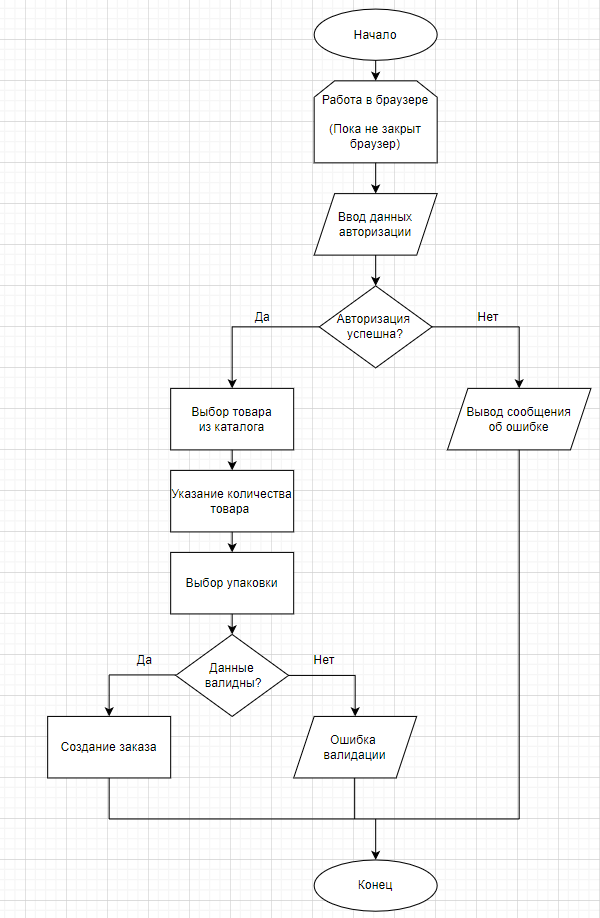 Начало
Работа в браузере
(Пока не закрыт
браузер)
Ввод данных
авторизации
Авторизация
успешна?
Да
Нет
Выбор товара
из каталога
Вывод сообщения
об ошибке
Указание количества
товара
Выбор упаковки
Данные
валидны?
Да
Нет
Создание заказа
Ошибка
валидации
Конец